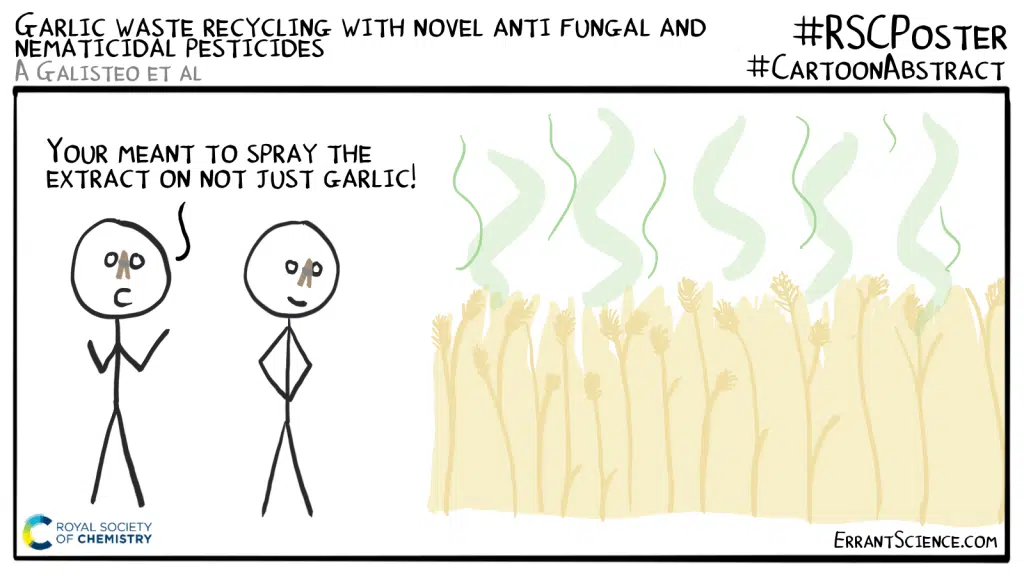 Garlic waste recycling with novel anti fungal and
nematicidal pesticides
A Galisteo et al
#RSCPoster
#CartoonAbstract
Your meant to spray the
extract on not just garlic!
ROYAL SOCIETY
OF CHEMISTRY
ErrantScience.com